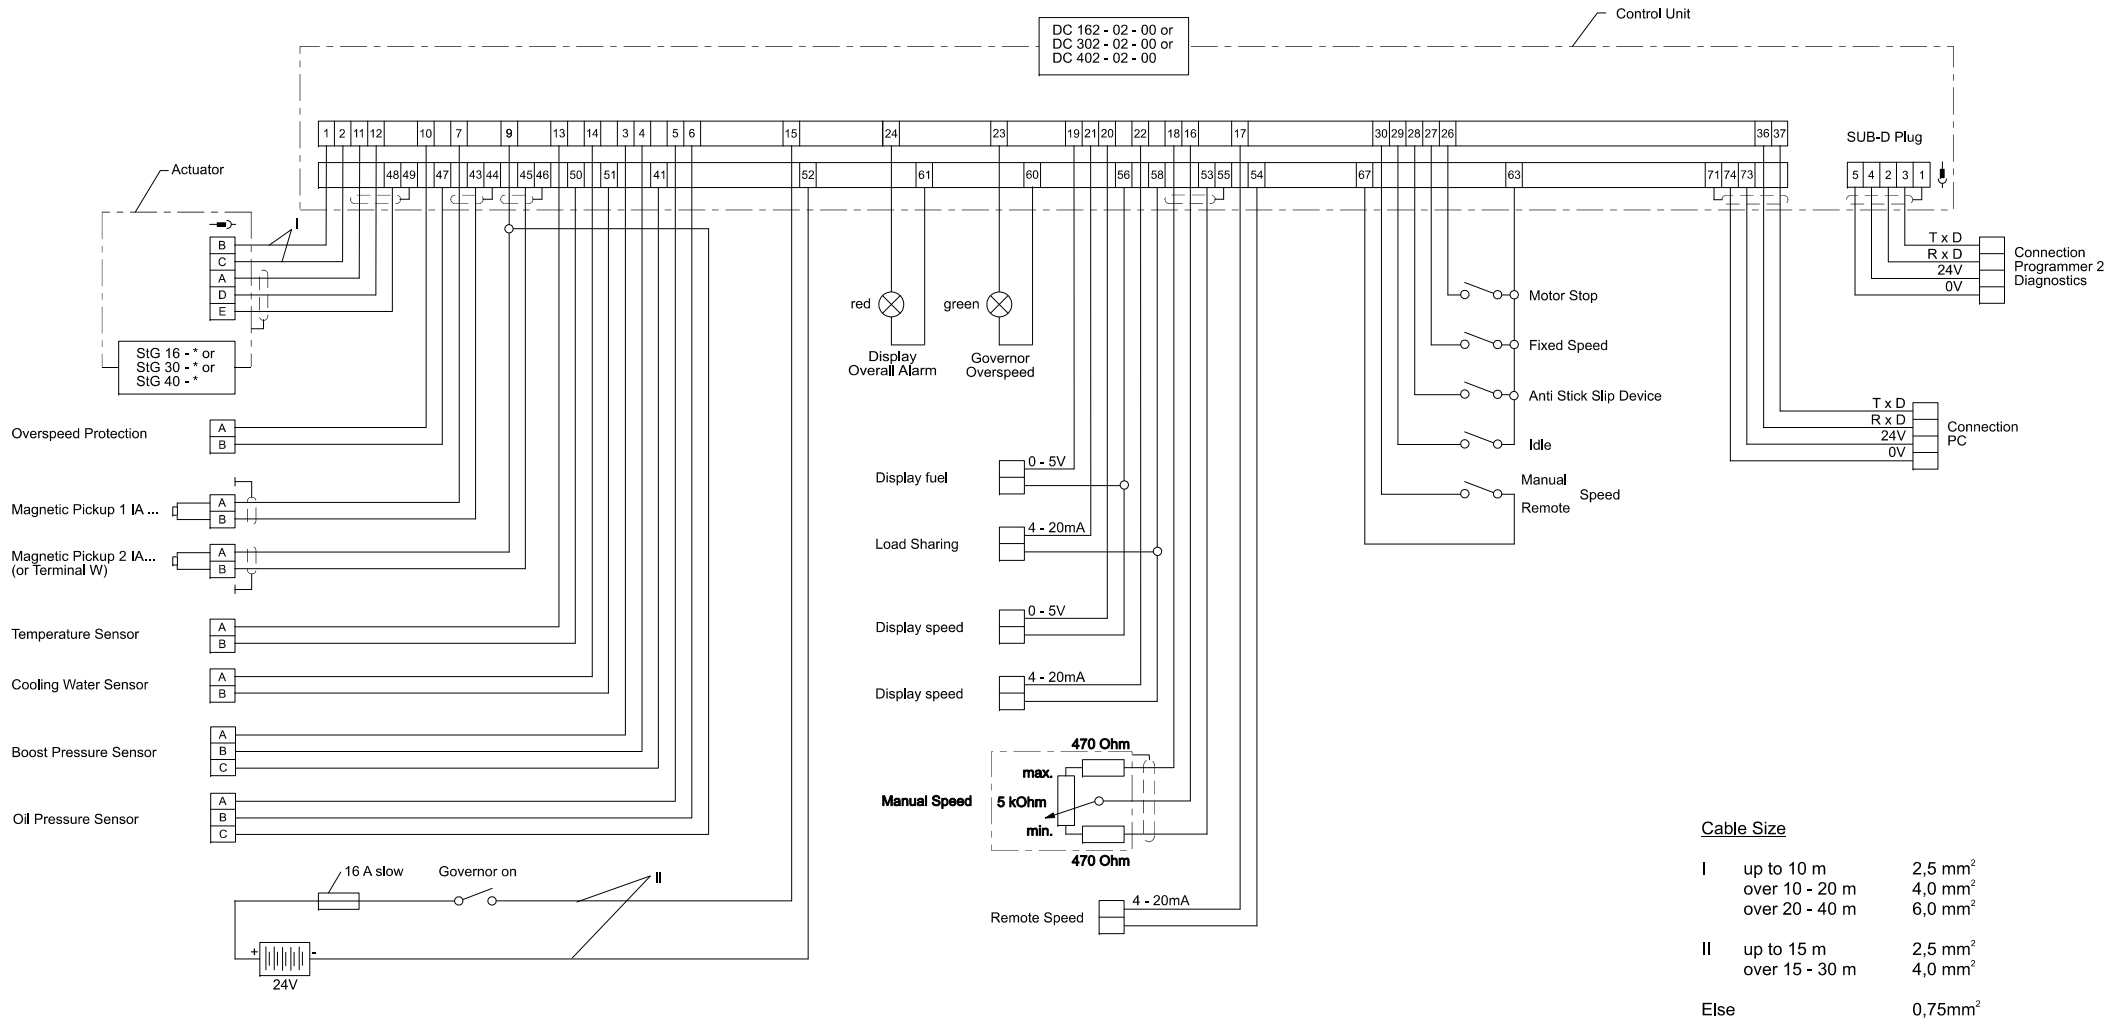 Control Unit
DC 162 - 02 - 00 or
DC 302 - 02 - 00 or
DC 402 - 02 - 00
1 2 11 12 10 7 9 13 14 3 4 5 6 15 24 23 19 21 20 22 18 16 17 30 29 28 27 26 36 37
SUB-D Plug
48 49 47 43 44 45 46 50 51 41 52 61 60 56 58 53 55 54 67 63 71 74 73
5 4 2 3 1
Actuator
I
B
C
A
D
E
StG 16 - * or
StG 30 - * or
StG 40 - *
T x D
R x D
24V
0V
Connection
Programmer 2
Diagnostics
red
Display
Overall Alarm
green
Governor
Overspeed
Motor Stop
Fixed Speed
Anti Stick Slip Device
Idle
Manual
Speed
Remote
T x D
R x D
24V
0V
Connection
PC
Overspeed Protection
A
B
Magnetic Pickup 1 IA ...
A
B
Magnetic Pickup 2 IA...
(or Terminal W)
A
B
Temperature Sensor
A
B
Cooling Water Sensor
A
B
Boost Pressure Sensor
A
B
C
Oil Pressure Sensor
A
B
C
Display fuel
0 - 5V
Load Sharing
4 - 20mA
Display speed
0 - 5V
Display speed
4 - 20mA
470 Ohm
max.
Manual Speed
5 kOhm
min.
470 Ohm
Remote Speed
4 - 20mA
16 A slow
Governor on
II
+ -
24V
Cable Size
I up to 10 m 2,5 mm²
over 10 - 20 m 4,0 mm²
over 20 - 40 m 6,0 mm²
II up to 15 m 2,5 mm²
over 15 - 30 m 4,0 mm²
Else 0,75mm²